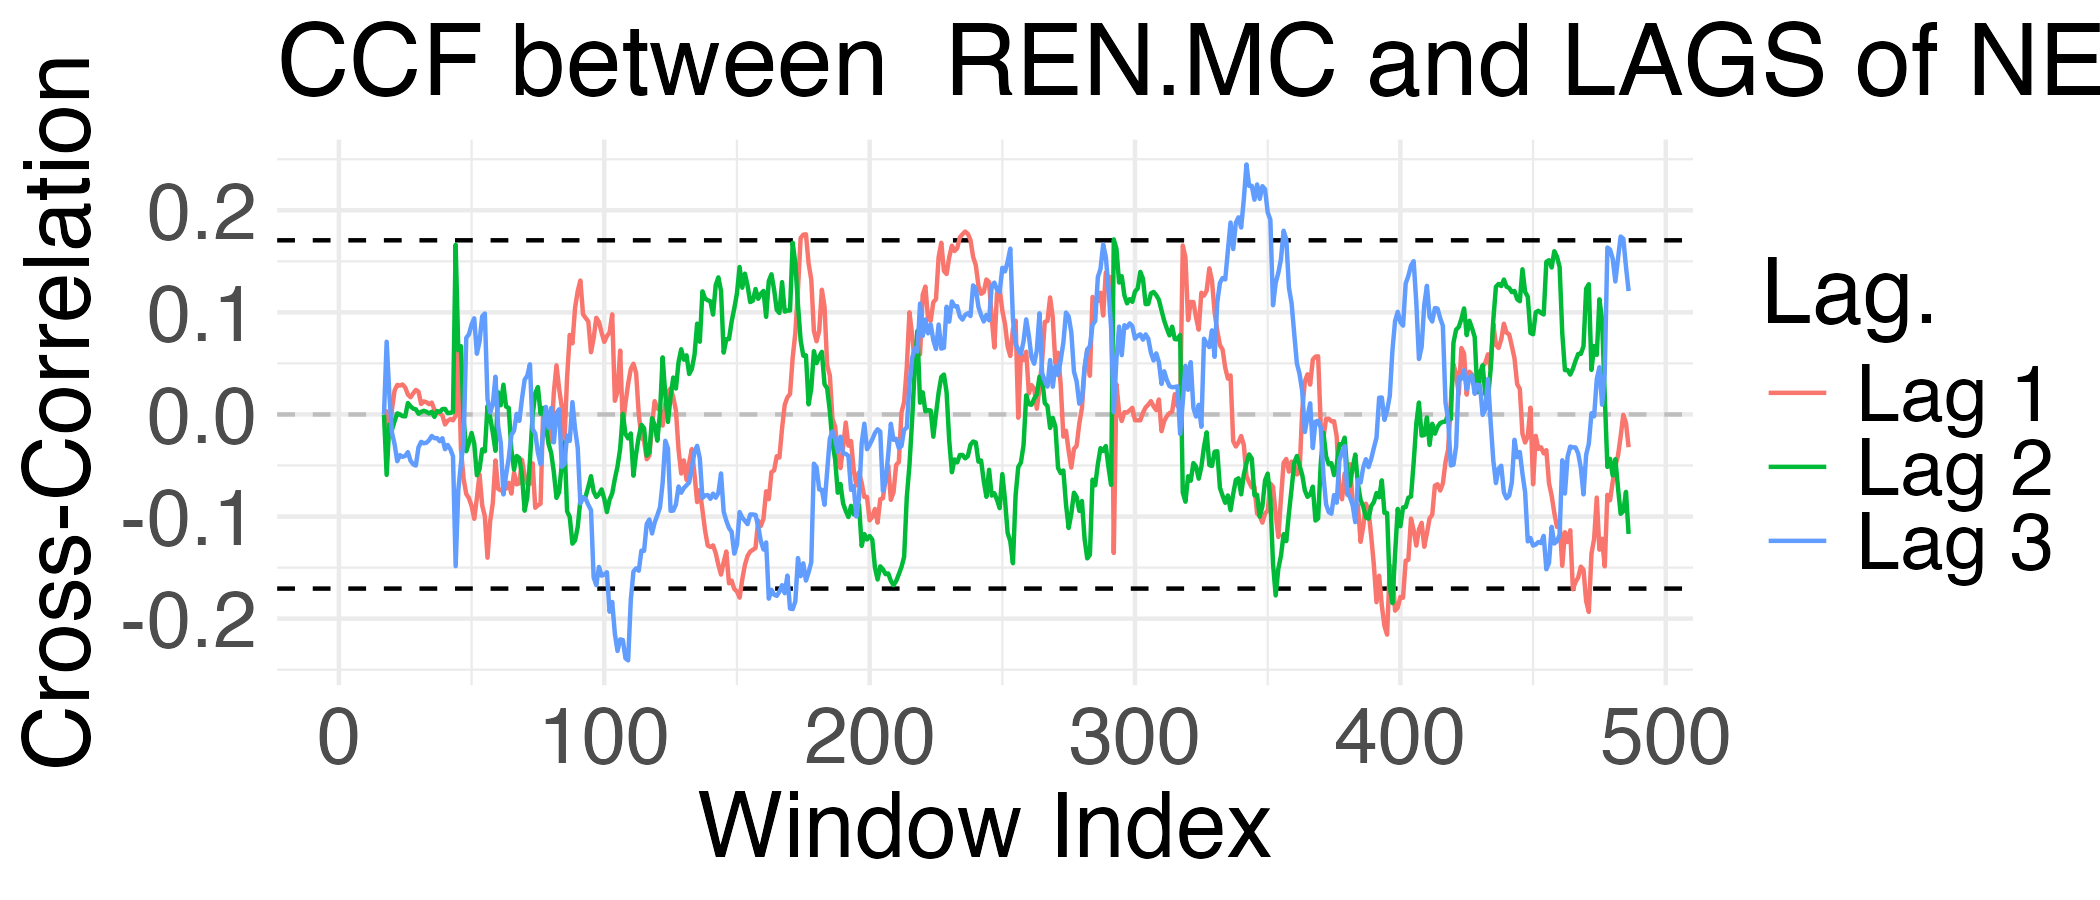 CCF between  REN.MC and LAGS of NE
Cross-Correlation
0.2
0.1
0.0
-0.1
-0.2
0 100 200 300 400 500
Window Index
Lag.
Lag 1
Lag 2
Lag 3